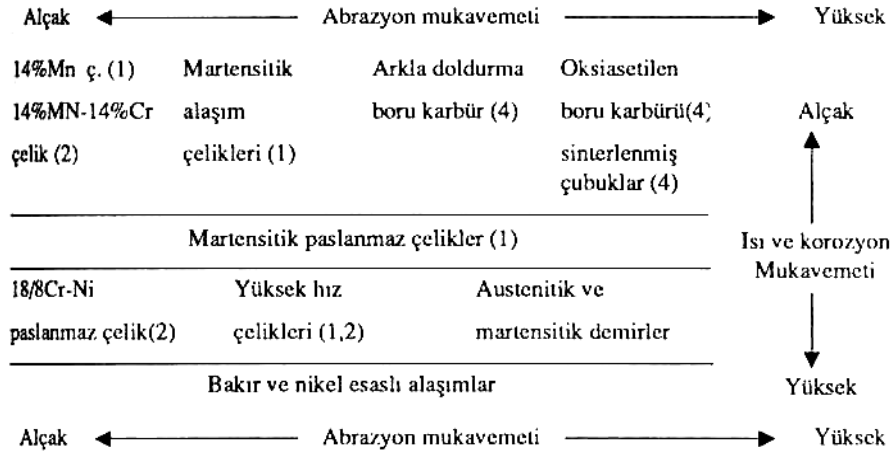 Alçak Abrazyon mukavemeti Yüksek
14%Mn ç. (1) Martensitik Arkla doldurma Oksiasetilen
14%MN-14%Cr alaşım boru karbür (4) boru karbürü(4) Alçak
çelik (2) çelikleri (1) sinterlenmiş
çubuklar (4)
Martensitik paslanmaz çelikler (1) Isı ve korozyon
Mukavemeti
18/8Cr-Ni Yüksek hız Austenitik ve
paslanmaz çelik(2) çelikleri (1,2) martensitik demirler
Bakır ve nikel esaslı alaşımlar Yüksek
Alçak Abrazyon mukavemeti Yüksek